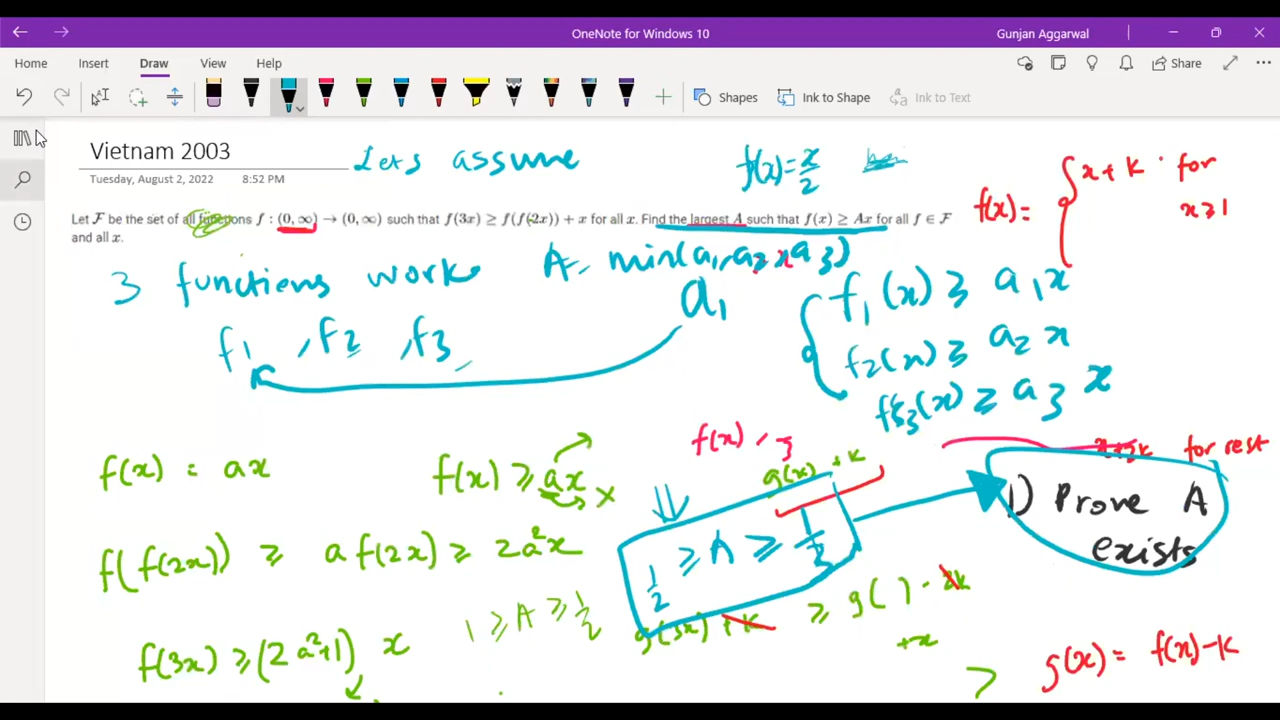 OneNote for Windows 10
Gunjan Aggarwal
Home Insert Draw View Help
Share
Shapes Ink to Shape Ink to Text
Vietnam 2003
Tuesday, August 2, 2022 8:52 PM
Lets assume
f(x) = x/2
f(x) = { x + k for
x ≥ 1
Let F be the set of all functions f : (0, ∞) → (0, ∞) such that f(3x) ≥ f(f(2x)) + x for all x. Find the largest A such that f(x) ≥ Ax for all f ∈ F
and all x.
3 functions work
A = min(a1, a2, a3)
a1
f1, f2, f3
f1(x) ≥ a1x
f2(x) ≥ a2x
f3(x) ≥ a3x
for rest
f(x) = ax
f(x) ≥ ax
g(x) + k
1/2 ≥ A ≥ 1/3
1) Prove A
exists
f(f(2x)) ≥ a f(2x) ≥ 2a²x
1 ≥ A ≥ 1/2
g(3x) + k ≥ g( ) - 2k
+x
f(3x) ≥ (2a²+1) x
g(x) = f(x) - k